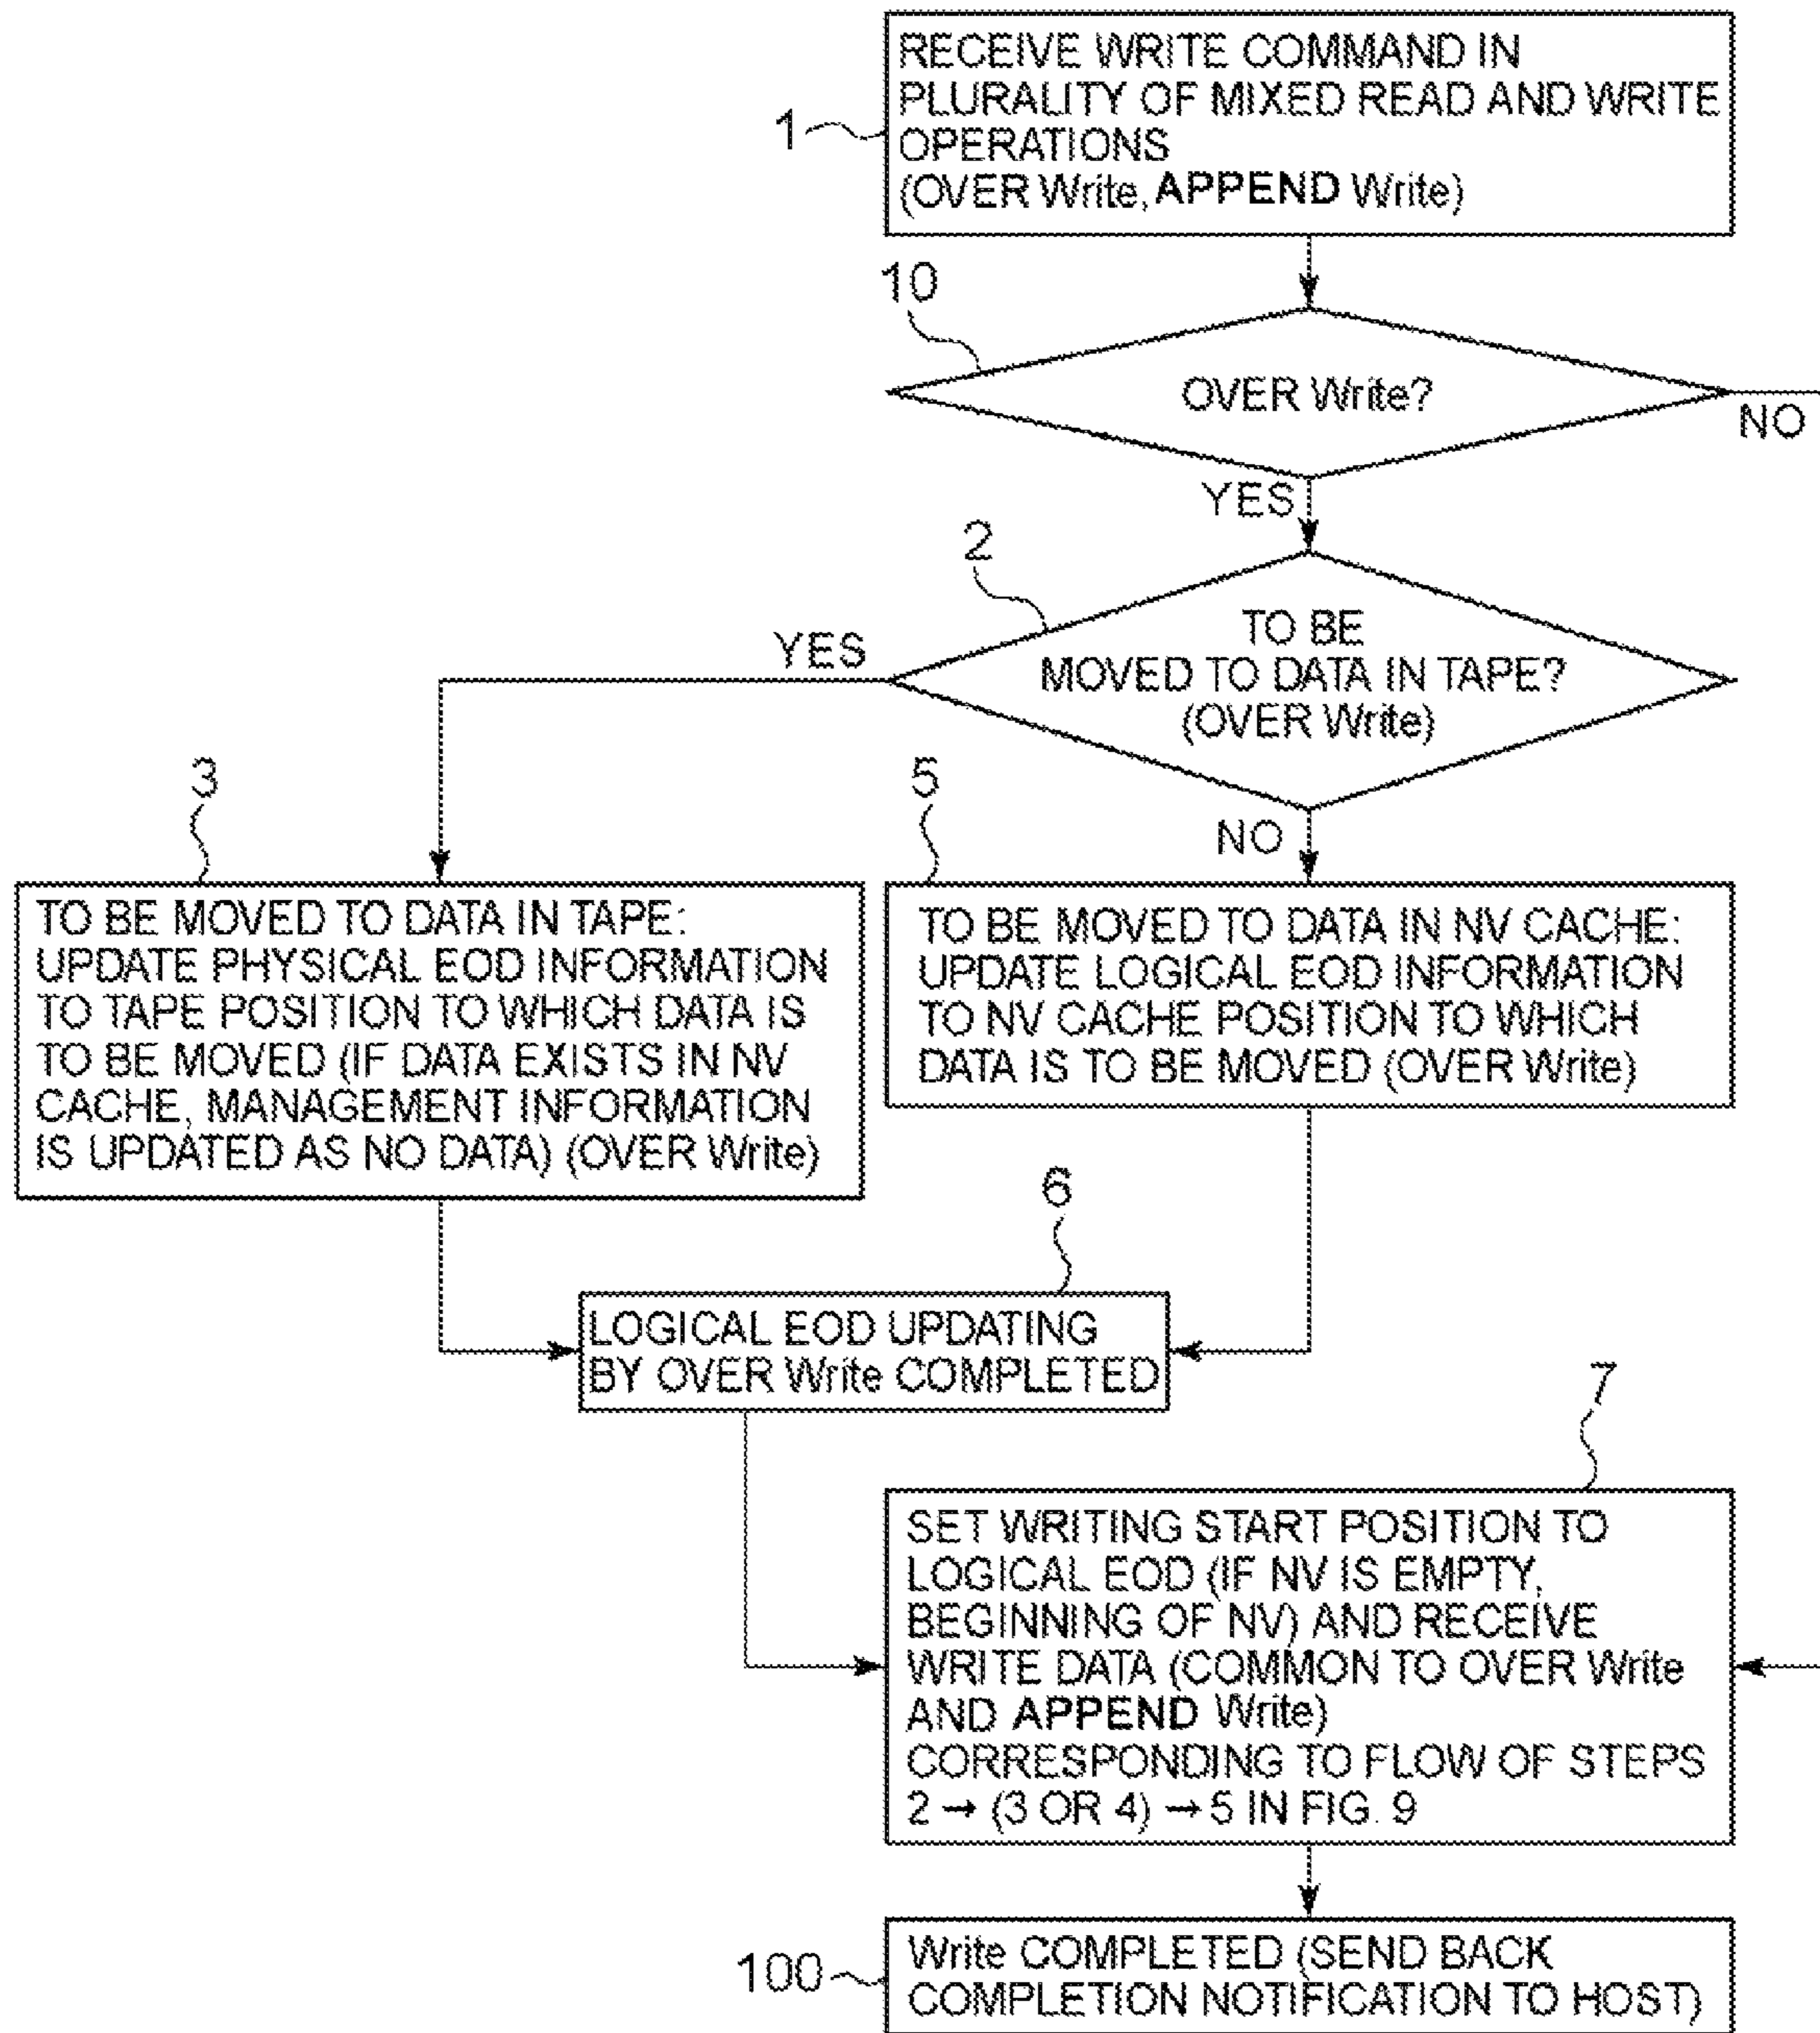 RECEIVE WRITE COMMAND IN
PLURALITY OF MIXED READ AND WRITE
OPERATIONS
(OVER Write, APPEND Write)
1
10
OVER Write?
NO
YES
2
TO BE
MOVED TO DATA IN TAPE?
(OVER Write)
YES
NO
3
TO BE MOVED TO DATA IN TAPE:
UPDATE PHYSICAL EOD INFORMATION
TO TAPE POSITION TO WHICH DATA IS
TO BE MOVED (IF DATA EXISTS IN NV
CACHE, MANAGEMENT INFORMATION
IS UPDATED AS NO DATA) (OVER Write)
5
TO BE MOVED TO DATA IN NV CACHE:
UPDATE LOGICAL EOD INFORMATION
TO NV CACHE POSITION TO WHICH
DATA IS TO BE MOVED (OVER Write)
6
LOGICAL EOD UPDATING
BY OVER Write COMPLETED
7
SET WRITING START POSITION TO
LOGICAL EOD (IF NV IS EMPTY,
BEGINNING OF NV) AND RECEIVE
WRITE DATA (COMMON TO OVER Write
AND APPEND Write)
CORRESPONDING TO FLOW OF STEPS
2 → (3 OR 4) → 5 IN FIG. 9
100
Write COMPLETED (SEND BACK
COMPLETION NOTIFICATION TO HOST)